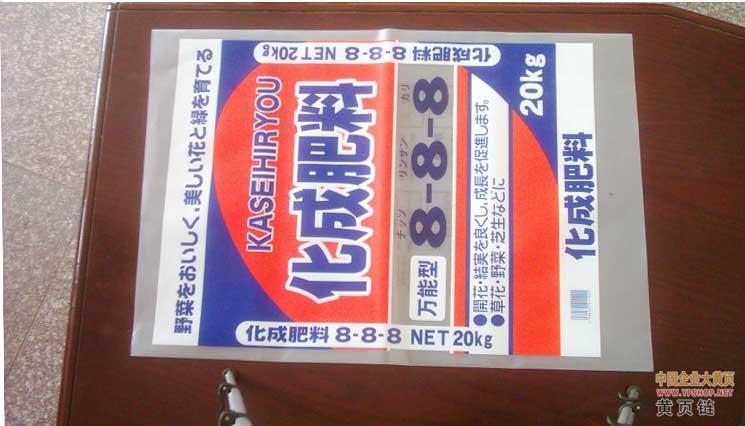 化成肥料 8-8-8 NET 20kg
野菜をおいしく、美しい花と緑を育てる
KASEIHIRYOU
化成肥料
チッソ リンサン カリ
万能型 8-8-8
●開花・結実を良くし、成長を促進します。
●草花・野菜・芝生などに
20kg
化成肥料
化成肥料 8-8-8 NET 20kg
中国企业大黄页
WWW.YPSHOP.NET
黄页链